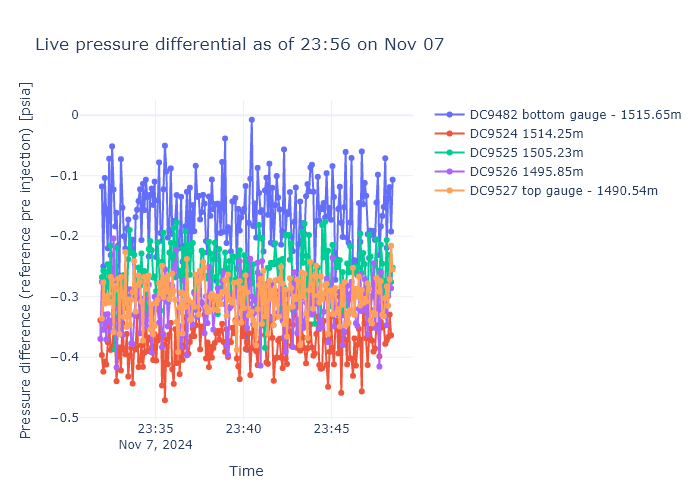 Live pressure differential as of 23:56 on Nov 07
Pressure difference (reference pre injection) [psia]
0
−0.1
−0.2
−0.3
−0.4
−0.5
23:35
Nov 7, 2024
23:40
23:45
Time
DC9482 bottom gauge - 1515.65m
DC9524 1514.25m
DC9525 1505.23m
DC9526 1495.85m
DC9527 top gauge - 1490.54m